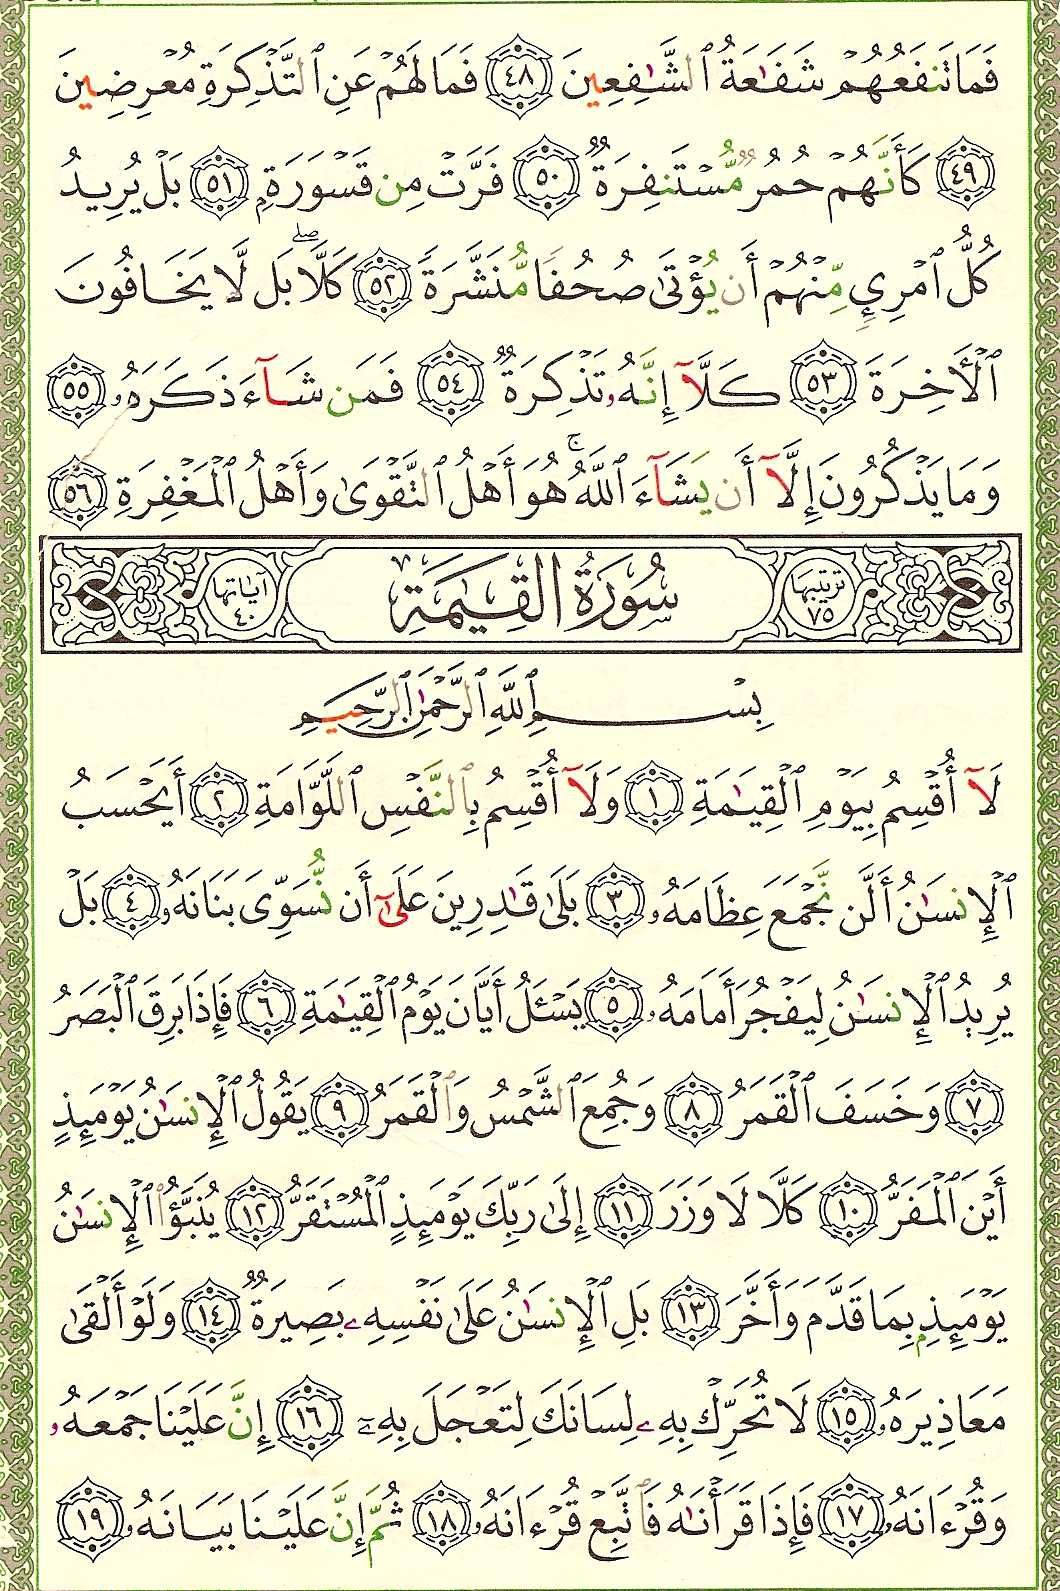 فَمَا تَنفَعُهُمْ شَفَٰعَةُ ٱلشَّٰفِعِينَ ٤٨ فَمَا لَهُمْ عَنِ ٱلتَّذْكِرَةِ مُعْرِضِينَ
٤٩ كَأَنَّهُمْ حُمُرٌ مُّسْتَنفِرَةٌ ٥٠ فَرَّتْ مِن قَسْوَرَةٍۭ ٥١ بَلْ يُرِيدُ
كُلُّ ٱمْرِئٍ مِّنْهُمْ أَن يُؤْتَىٰ صُحُفًا مُّنَشَّرَةً ٥٢ كَلَّا ۖ بَل لَّا يَخَافُونَ
ٱلْأَخِرَةَ ٥٣ كَلَّآ إِنَّهُۥ تَذْكِرَةٌ ٥٤ فَمَن شَآءَ ذَكَرَهُۥ ٥٥
وَمَا يَذْكُرُونَ إِلَّآ أَن يَشَآءَ ٱللَّهُ ۚ هُوَ أَهْلُ ٱلتَّقْوَىٰ وَأَهْلُ ٱلْمَغْفِرَةِ ٥٦
ترتيبها ٧٥ سُورَةُ الْقِيَٰمَةِ آياتها ٤٠
بِسْمِ ٱللَّهِ ٱلرَّحْمَٰنِ ٱلرَّحِيمِ
لَآ أُقْسِمُ بِيَوْمِ ٱلْقِيَٰمَةِ ١ وَلَآ أُقْسِمُ بِٱلنَّفْسِ ٱللَّوَّامَةِ ٢ أَيَحْسَبُ
ٱلْإِنسَٰنُ أَلَّن نَّجْمَعَ عِظَامَهُۥ ٣ بَلَىٰ قَٰدِرِينَ عَلَىٰٓ أَن نُّسَوِّىَ بَنَانَهُۥ ٤ بَلْ
يُرِيدُ ٱلْإِنسَٰنُ لِيَفْجُرَ أَمَامَهُۥ ٥ يَسْـَٔلُ أَيَّانَ يَوْمُ ٱلْقِيَٰمَةِ ٦ فَإِذَا بَرِقَ ٱلْبَصَرُ
٧ وَخَسَفَ ٱلْقَمَرُ ٨ وَجُمِعَ ٱلشَّمْسُ وَٱلْقَمَرُ ٩ يَقُولُ ٱلْإِنسَٰنُ يَوْمَئِذٍ
أَيْنَ ٱلْمَفَرُّ ١٠ كَلَّا لَا وَزَرَ ١١ إِلَىٰ رَبِّكَ يَوْمَئِذٍ ٱلْمُسْتَقَرُّ ١٢ يُنَبَّؤُا۟ ٱلْإِنسَٰنُ
يَوْمَئِذٍۭ بِمَا قَدَّمَ وَأَخَّرَ ١٣ بَلِ ٱلْإِنسَٰنُ عَلَىٰ نَفْسِهِۦ بَصِيرَةٌ ١٤ وَلَوْ أَلْقَىٰ
مَعَاذِيرَهُۥ ١٥ لَا تُحَرِّكْ بِهِۦ لِسَانَكَ لِتَعْجَلَ بِهِۦٓ ١٦ إِنَّ عَلَيْنَا جَمْعَهُۥ
وَقُرْءَانَهُۥ ١٧ فَإِذَا قَرَأْنَٰهُ فَٱتَّبِعْ قُرْءَانَهُۥ ١٨ ثُمَّ إِنَّ عَلَيْنَا بَيَانَهُۥ ١٩